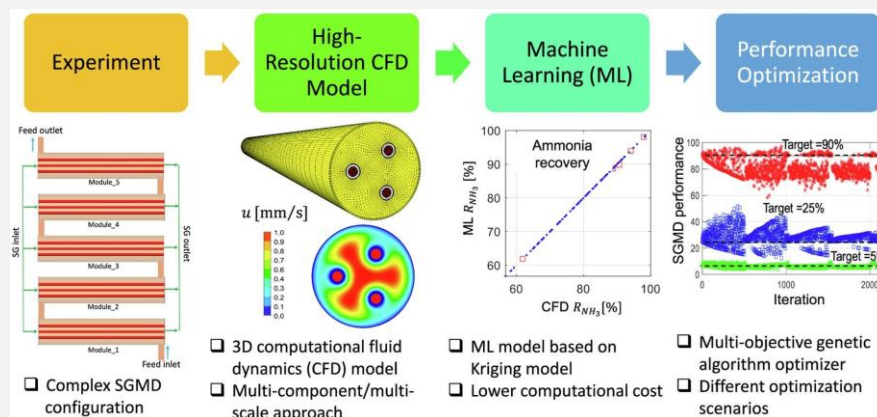 Experiment
High-
Resolution CFD
Model
Machine
Learning (ML)
Performance
Optimization
Feed outlet
Module_5
Module_4
Module_3
Module_2
Module_1
SG inlet
SG outlet
Feed inlet
Complex SGMD
configuration
u [mm/s]
1.0
0.9
0.8
0.7
0.6
0.5
0.4
0.3
0.2
0.1
0.0
3D computational fluid
dynamics (CFD) model
Multi-component/multi-
scale approach
Ammonia
recovery
ML R_NH3 [%]
100
90
80
70
60
60
80
100
CFD R_NH3[%]
ML model based on
Kriging model
Lower computational cost
SGMD performance
100
80
60
40
20
0
Target =90%
Target =25%
Target =5
0
1000
2000
Iteration
Multi-objective genetic
algorithm optimizer
Different optimization
scenarios